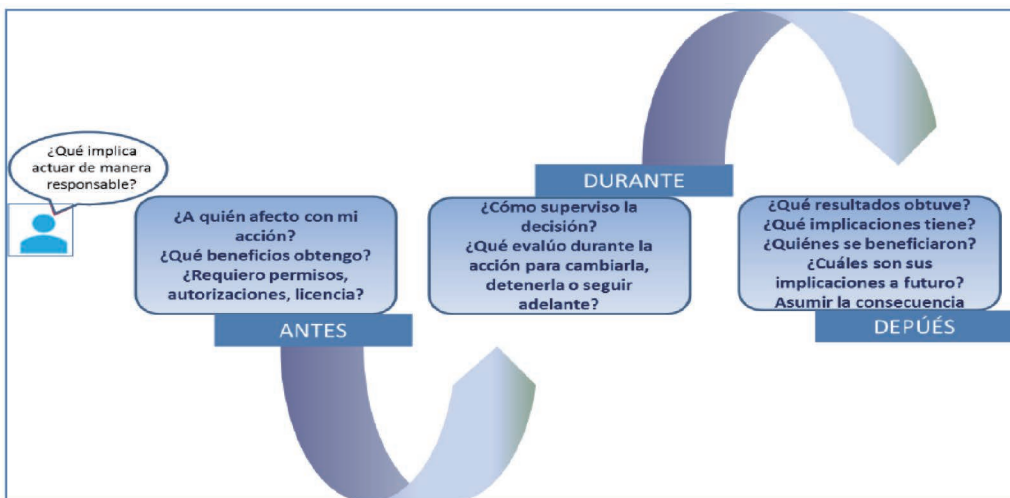 ¿Qué implica
actuar de manera
responsable?
¿A quién afecto con mi
acción?
¿Qué beneficios obtengo?
¿Requiero permisos,
autorizaciones, licencia?
ANTES
DURANTE
¿Cómo superviso la
decisión?
¿Qué evalúo durante la
acción para cambiarla,
detenerla o seguir
adelante?
¿Qué resultados obtuve?
¿Qué implicaciones tiene?
¿Quiénes se beneficiaron?
¿Cuáles son sus
implicaciones a futuro?
Asumir la consecuencia
DEPÚÉS